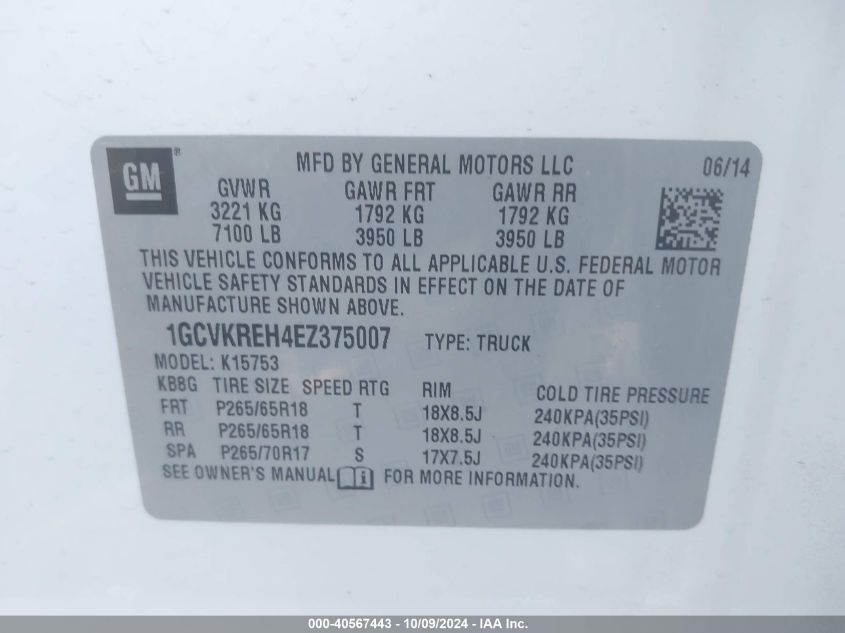 GM ®
MFD BY GENERAL MOTORS LLC 06/14
GVWR GAWR FRT GAWR RR
3221 KG 1792 KG 1792 KG
7100 LB 3950 LB 3950 LB
THIS VEHICLE CONFORMS TO ALL APPLICABLE U.S. FEDERAL MOTOR
VEHICLE SAFETY STANDARDS IN EFFECT ON THE DATE OF
MANUFACTURE SHOWN ABOVE.
1GCVKREH4EZ375007 TYPE: TRUCK
MODEL: K15753
KB8G TIRE SIZE SPEED RTG RIM COLD TIRE PRESSURE
FRT P265/65R18 T 18X8.5J 240KPA(35PSI)
RR P265/65R18 T 18X8.5J 240KPA(35PSI)
SPA P265/70R17 S 17X7.5J 240KPA(35PSI)
SEE OWNER'S MANUAL i FOR MORE INFORMATION.
000-40567443 - 10/09/2024 - IAA Inc.